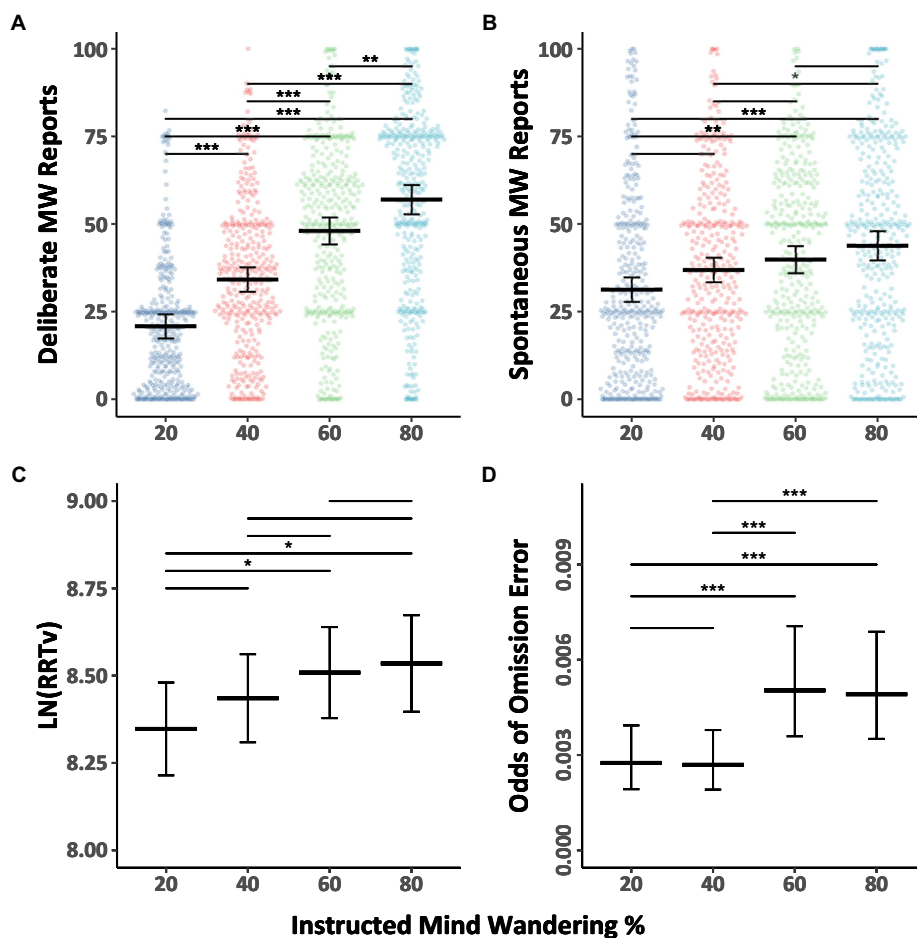 A
Deliberate MW Reports
100
75
50
25
0
**
***
***
***
***
***
20 40 60 80
B
Spontaneous MW Reports
100
75
50
25
0
*
***
**
20 40 60 80
C
LN(RRTv)
9.00
8.75
8.50
8.25
8.00
*
*
20 40 60 80
D
Odds of Omission Error
0.009
0.006
0.003
0.000
***
***
***
***
20 40 60 80
Instructed Mind Wandering %